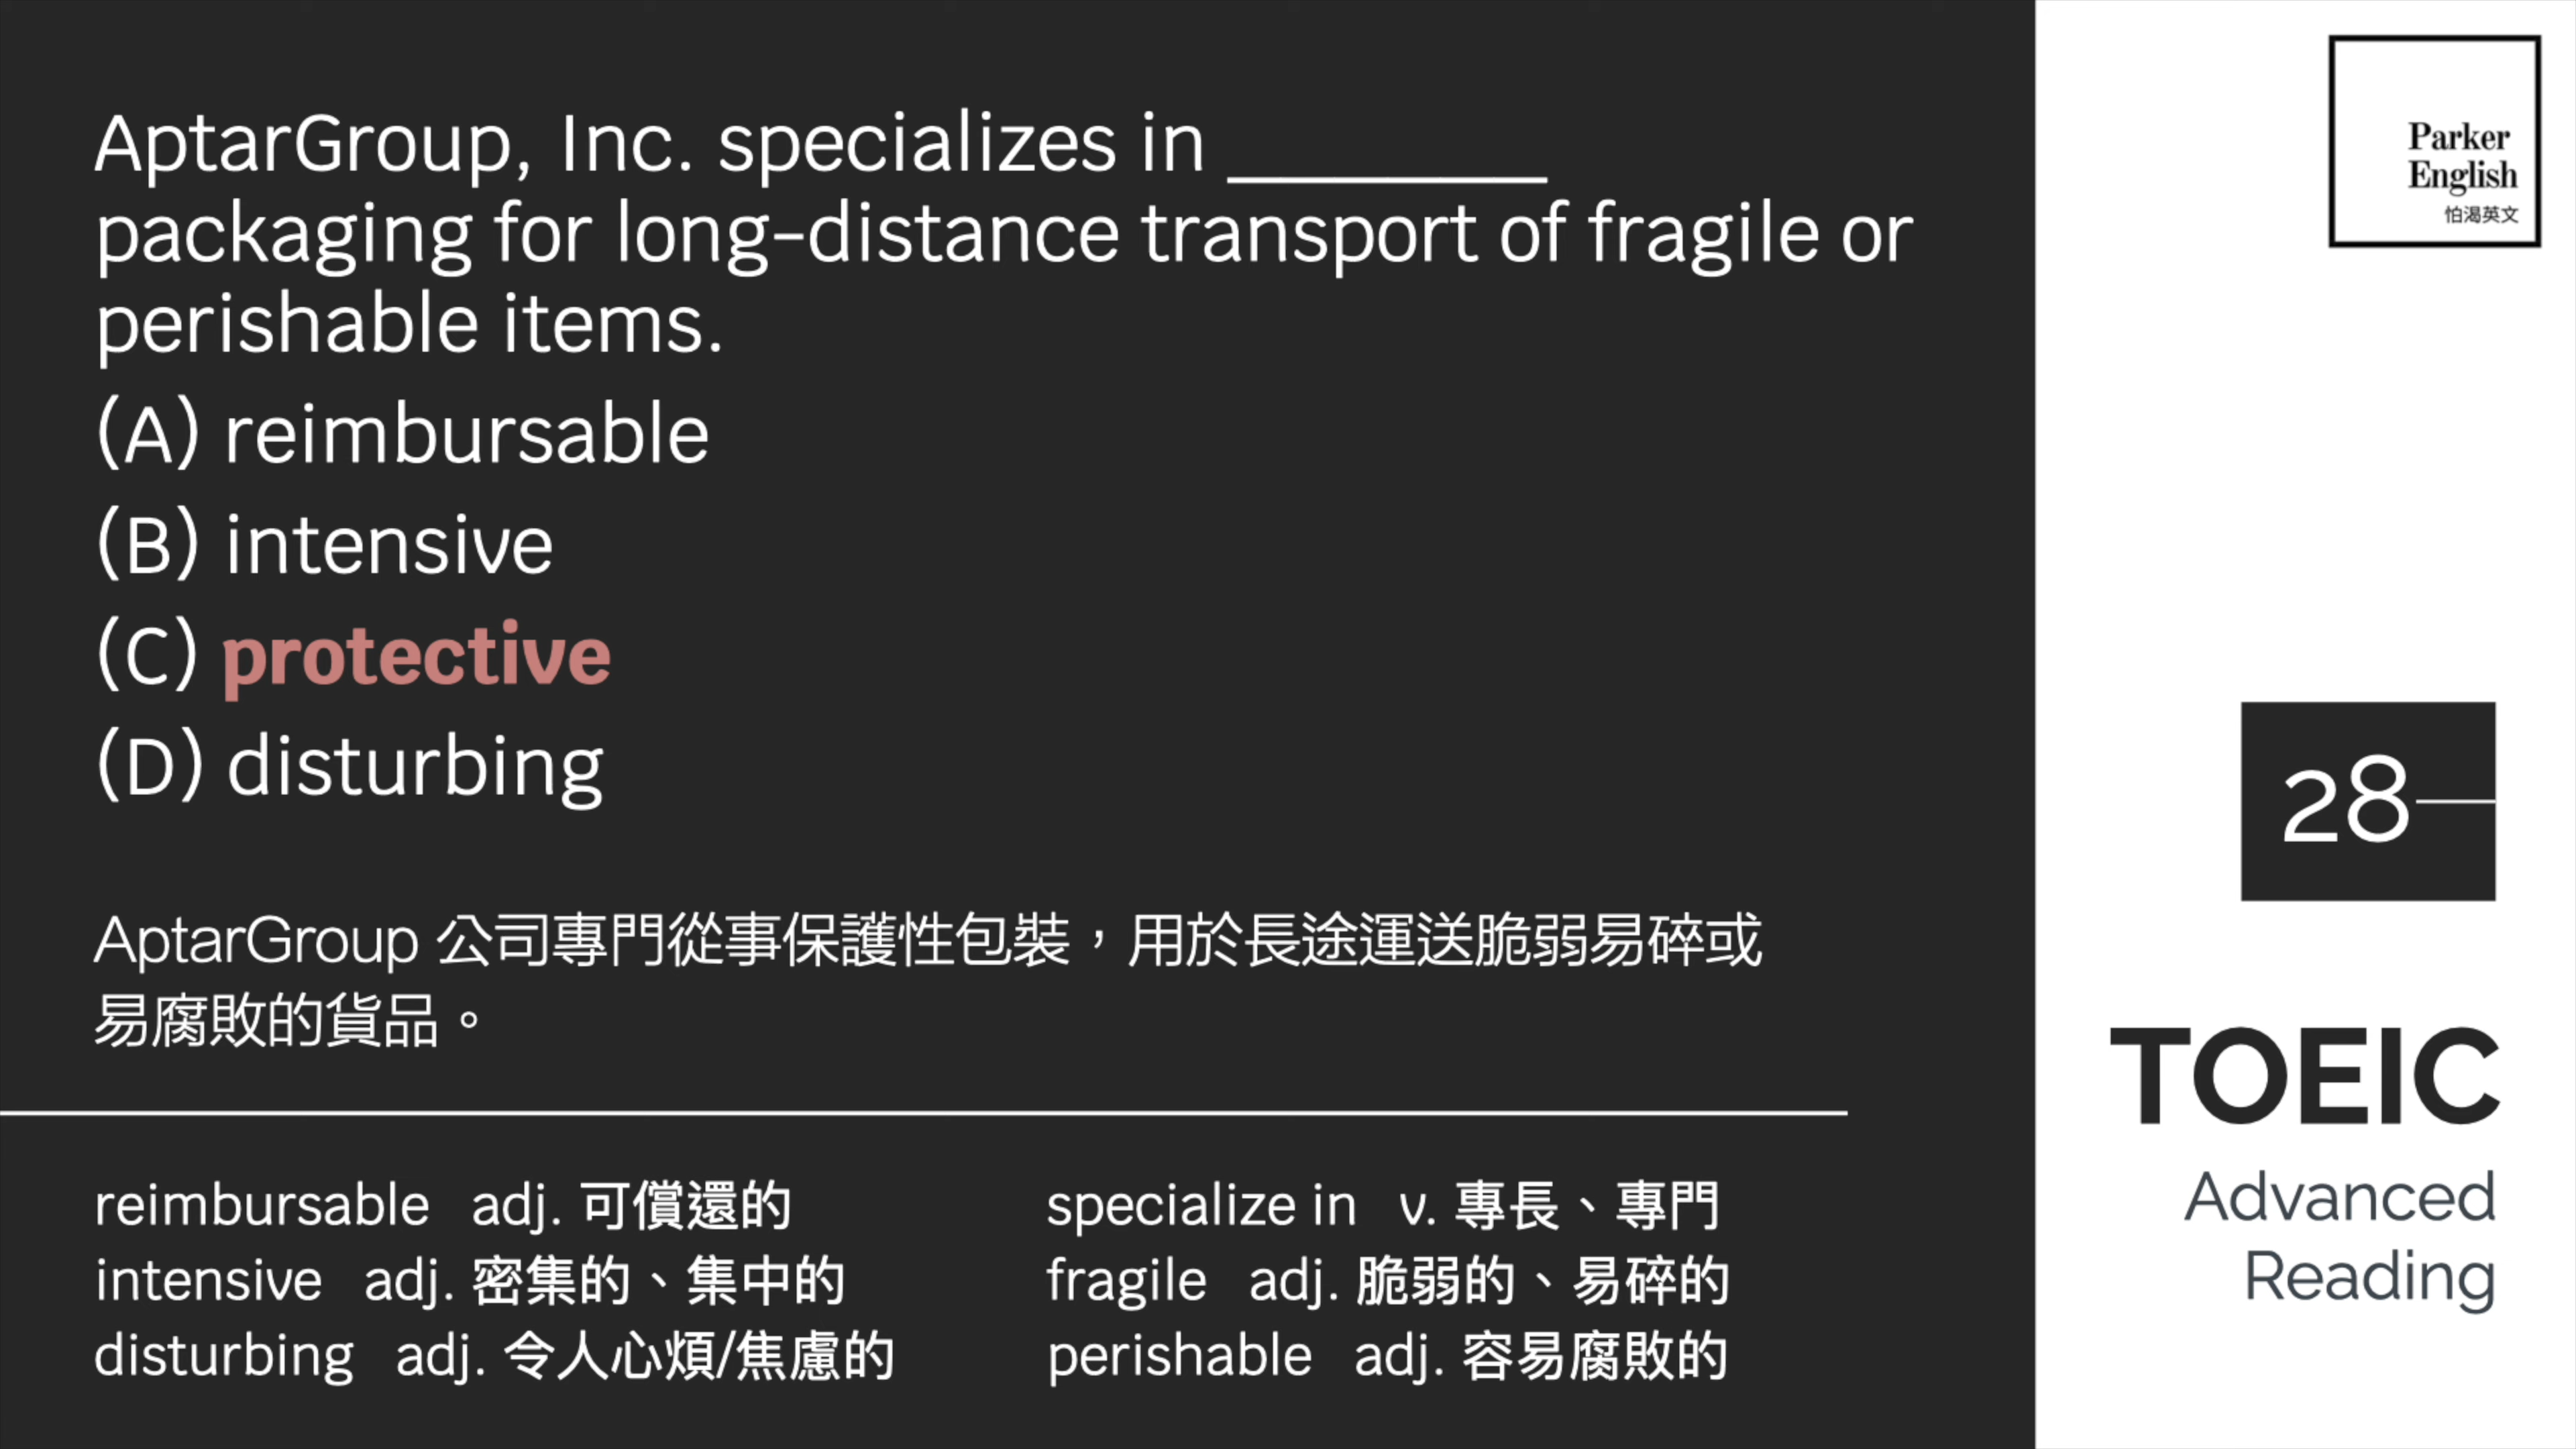 AptarGroup, Inc. specializes in __________
packaging for long-distance transport of fragile or
perishable items.
(A) reimbursable
(B) intensive
(C) protective
(D) disturbing
AptarGroup 公司專門從事保護性包裝，用於長途運送脆弱易碎或
易腐敗的貨品。
reimbursable adj. 可償還的
intensive adj. 密集的、集中的
disturbing adj. 令人心煩/焦慮的
specialize in v. 專長、專門
fragile adj. 脆弱的、易碎的
perishable adj. 容易腐敗的
Parker
English
怕渴英文
28
TOEIC
Advanced
Reading